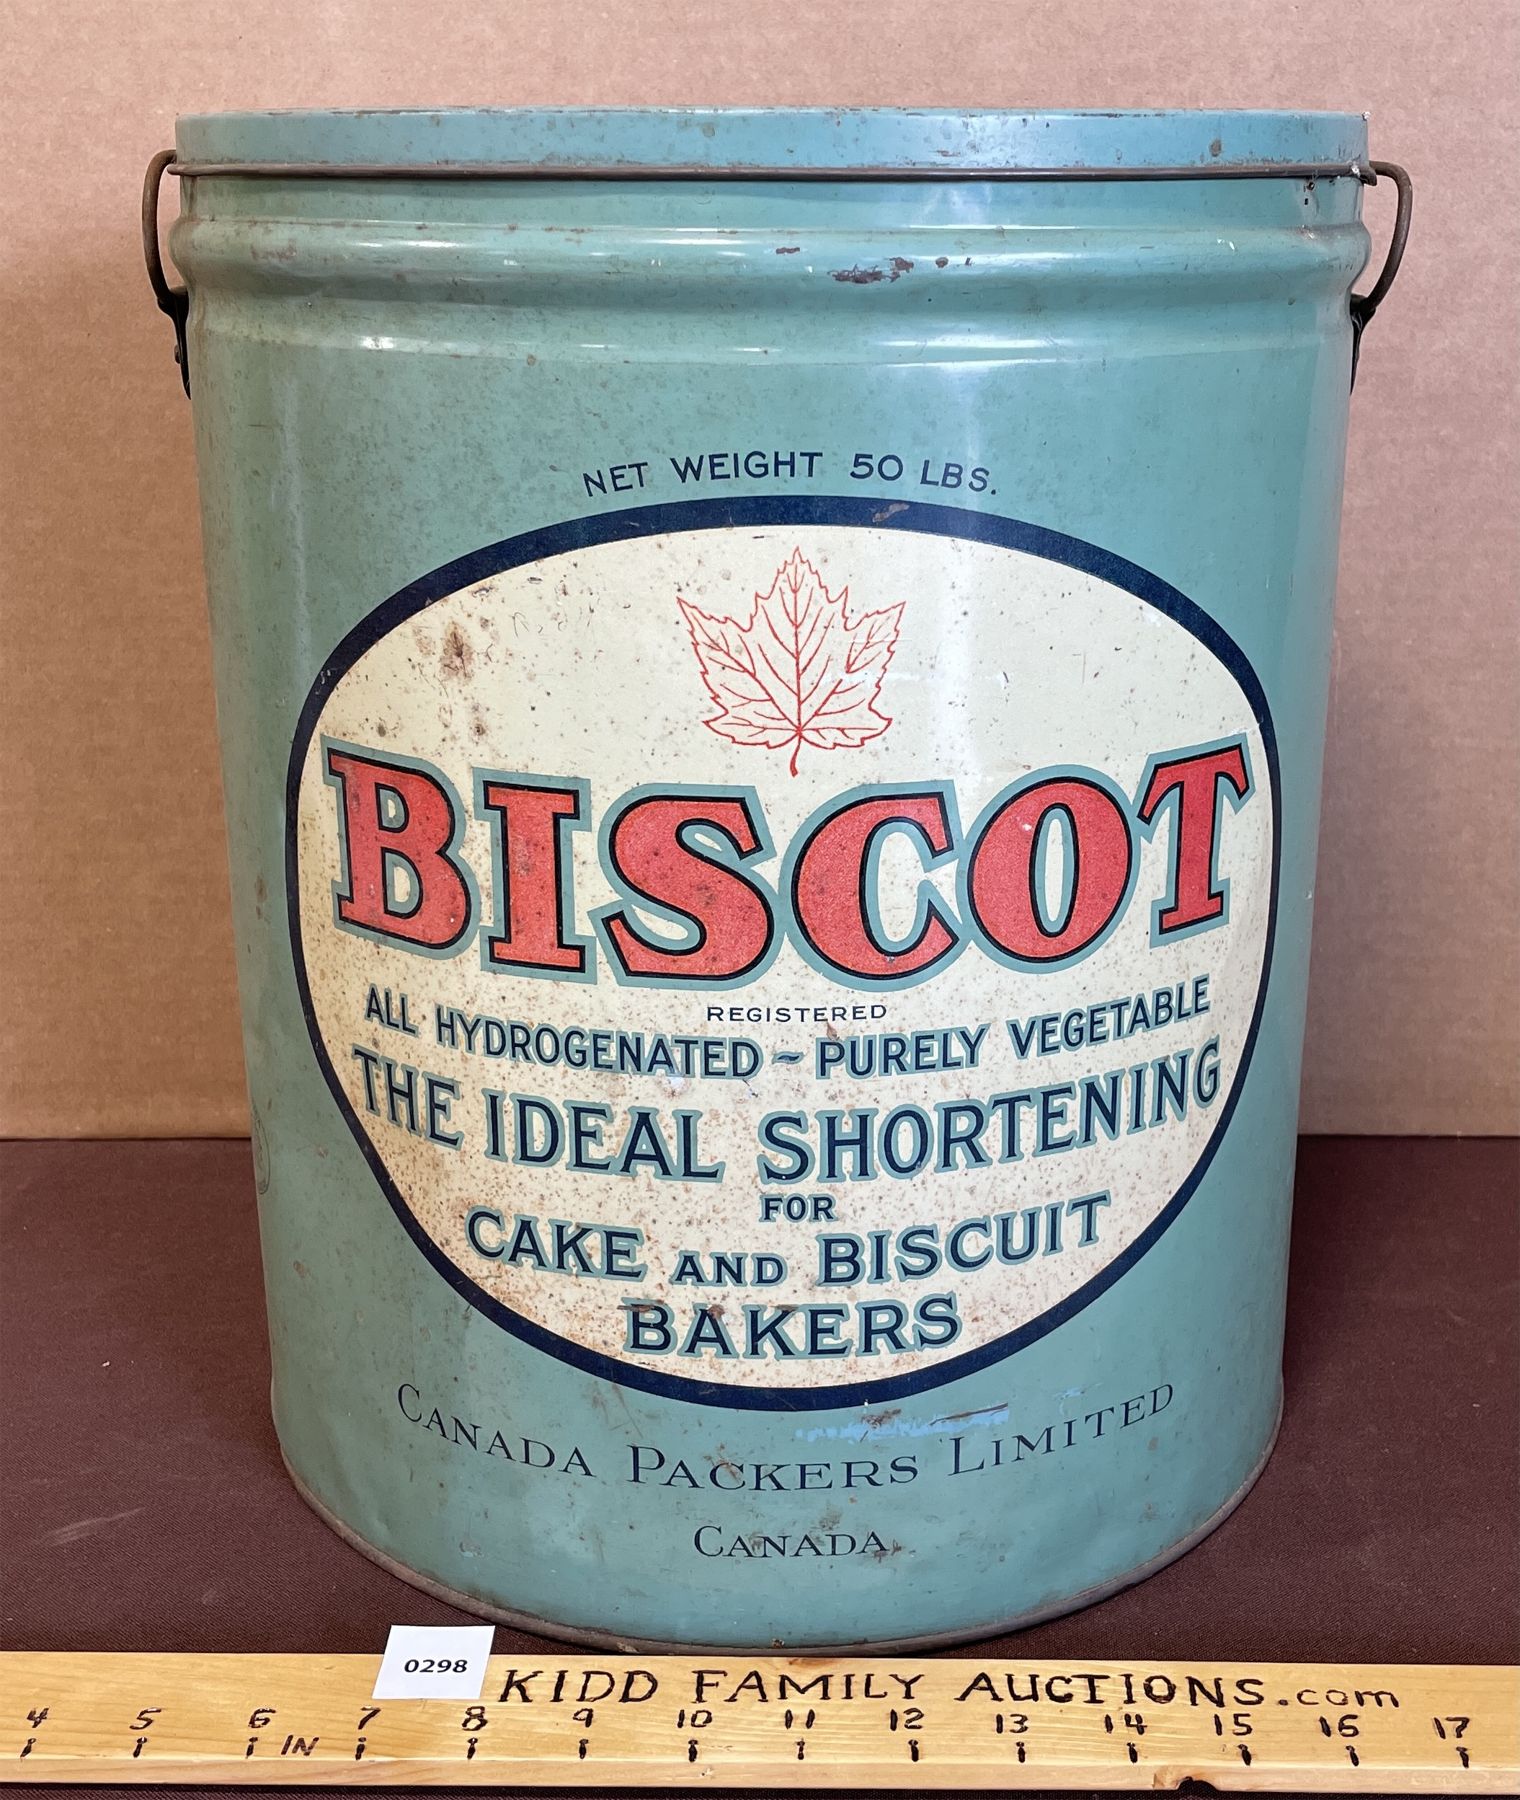 NET WEIGHT 50 LBS.
BISCOT
REGISTERED
ALL HYDROGENATED ~ PURELY VEGETABLE
THE IDEAL SHORTENING
FOR
CAKE AND BISCUIT
BAKERS
CANADA PACKERS LIMITED
CANADA
0298
KIDD FAMILY AUCTIONS.com
4 5 6 7 8 9 10 11 12 13 14 15 16 17
IN